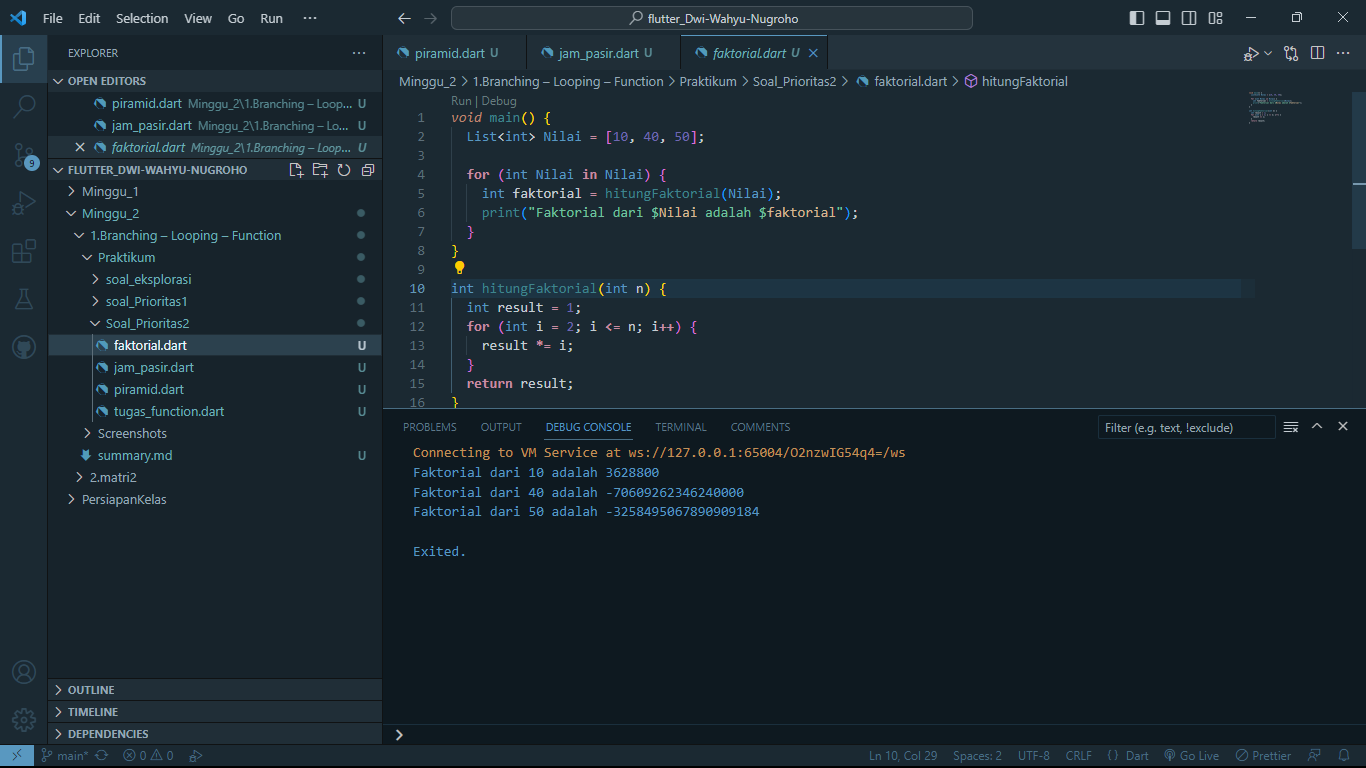 File Edit Selection View Go Run ···
flutter_Dwi-Wahyu-Nugroho
EXPLORER
OPEN EDITORS
piramid.dart Minggu_2\1.Branching – Loop... U
jam_pasir.dart Minggu_2\1.Branching – Lo... U
faktorial.dart Minggu_2\1.Branching – Loop... U
FLUTTER_DWI-WAHYU-NUGROHO
Minggu_1
Minggu_2
1.Branching – Looping – Function
Praktikum
soal_eksplorasi
soal_Prioritas1
Soal_Prioritas2
faktorial.dart U
jam_pasir.dart U
piramid.dart U
tugas_function.dart U
Screenshots
summary.md U
2.matri2
PersiapanKelas
OUTLINE
TIMELINE
DEPENDENCIES
9
piramid.dart U
jam_pasir.dart U
faktorial.dart U
Minggu_2 > 1.Branching – Looping – Function > Praktikum > Soal_Prioritas2 > faktorial.dart > hitungFaktorial
Run | Debug
1 void main() {
2 List<int> Nilai = [10, 40, 50];
3
4 for (int Nilai in Nilai) {
5 int faktorial = hitungFaktorial(Nilai);
6 print("Faktorial dari $Nilai adalah $faktorial");
7 }
8 }
9
10 int hitungFaktorial(int n) {
11 int result = 1;
12 for (int i = 2; i <= n; i++) {
13 result *= i;
14 }
15 return result;
16 }
PROBLEMS OUTPUT DEBUG CONSOLE TERMINAL COMMENTS
Filter (e.g. text, !exclude)
Connecting to VM Service at ws://127.0.0.1:65004/O2nzwIG54q4=/ws
Faktorial dari 10 adalah 3628800
Faktorial dari 40 adalah -70609262346240000
Faktorial dari 50 adalah -3258495067890909184
Exited.
main* 0 0
Ln 10, Col 29 Spaces: 2 UTF-8 CRLF {} Dart Go Live Prettier